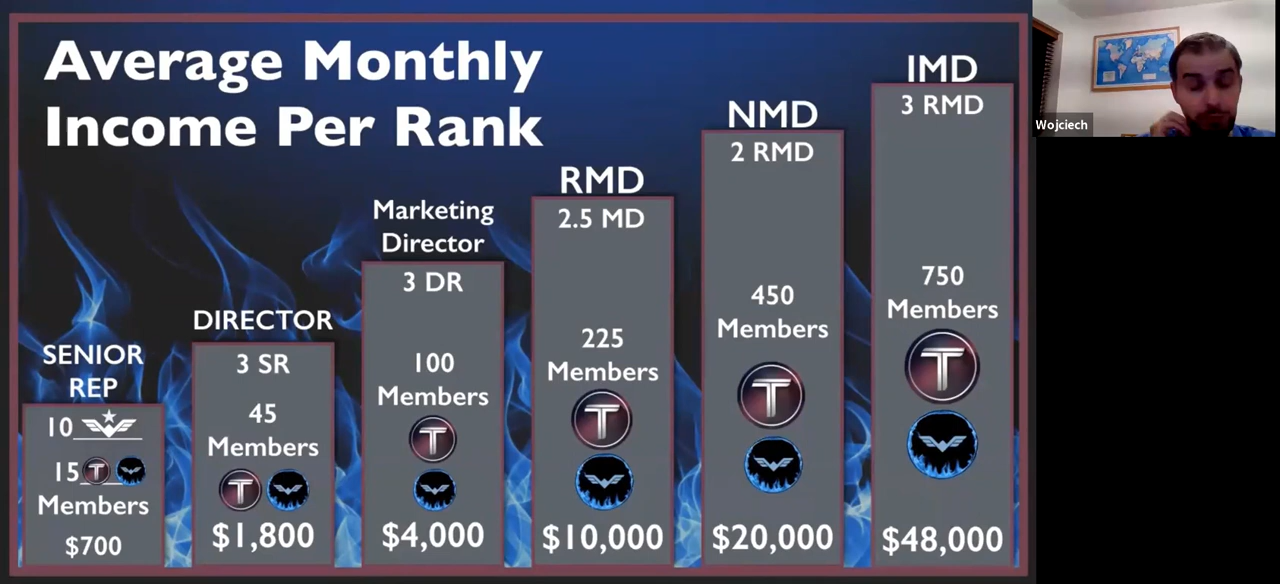 Average Monthly
Income Per Rank
SENIOR
REP
10
15 T
Members
$700
DIRECTOR
3 SR
45
Members
T
$1,800
Marketing
Director
3 DR
100
Members
T
$4,000
RMD
2.5 MD
225
Members
T
$10,000
NMD
2 RMD
450
Members
T
$20,000
IMD
3 RMD
750
Members
T
$48,000
Wojciech